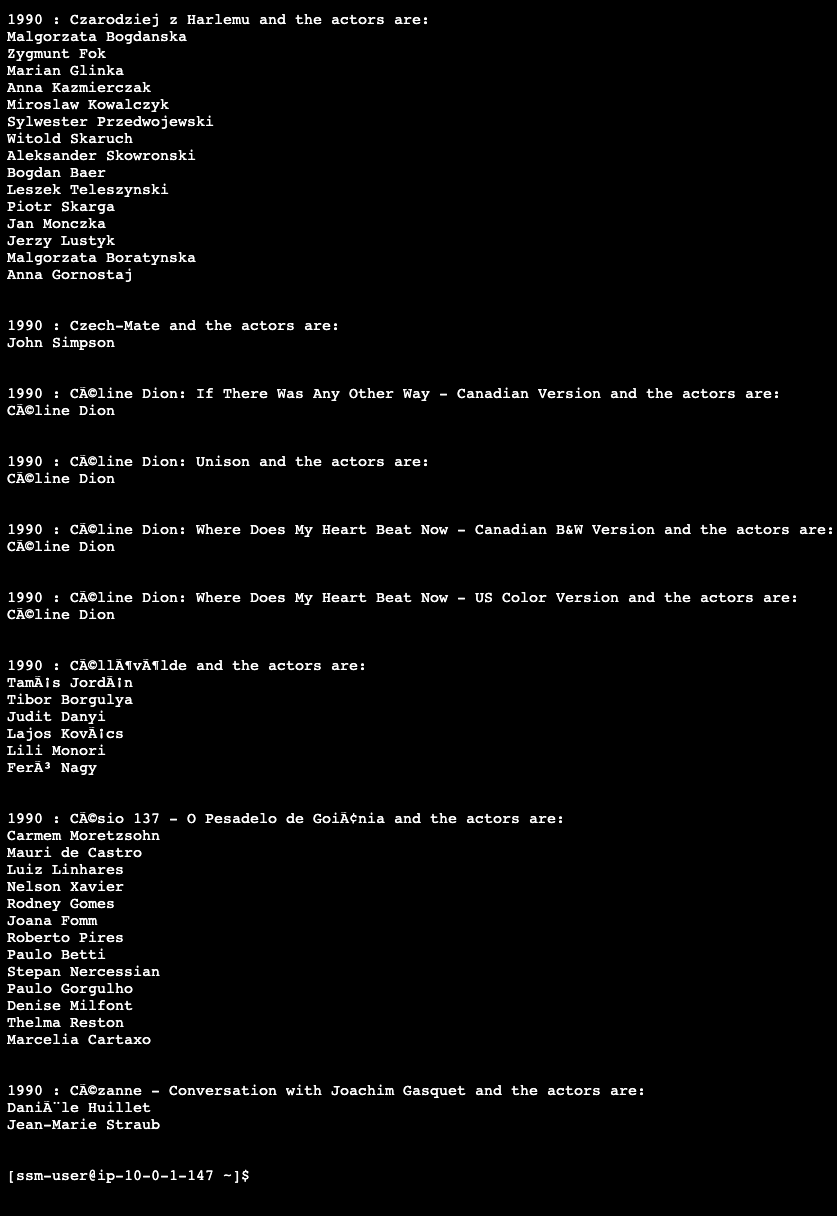 1990 : Czarodziej z Harlemu and the actors are:
Malgorzata Bogdanska
Zygmunt Fok
Marian Glinka
Anna Kazmierczak
Miroslaw Kowalczyk
Sylwester Przedwojewski
Witold Skaruch
Aleksander Skowronski
Bogdan Baer
Leszek Teleszynski
Piotr Skarga
Jan Monczka
Jerzy Lustyk
Malgorzata Boratynska
Anna Gornostaj
1990 : Czech-Mate and the actors are:
John Simpson
1990 : CÃ©line Dion: If There Was Any Other Way - Canadian Version and the actors are:
CÃ©line Dion
1990 : CÃ©line Dion: Unison and the actors are:
CÃ©line Dion
1990 : CÃ©line Dion: Where Does My Heart Beat Now - Canadian B&W Version and the actors are:
CÃ©line Dion
1990 : CÃ©line Dion: Where Does My Heart Beat Now - US Color Version and the actors are:
CÃ©line Dion
1990 : CÃ©llÃ¶vÃ¶lde and the actors are:
TamÃ¡s JordÃ¡n
Tibor Borgulya
Judit Danyi
Lajos KovÃ¡cs
Lili Monori
FerÃ³ Nagy
1990 : CÃ©sio 137 - O Pesadelo de GoiÃ¢nia and the actors are:
Carmem Moretzsohn
Mauri de Castro
Luiz Linhares
Nelson Xavier
Rodney Gomes
Joana Fomm
Roberto Pires
Paulo Betti
Stepan Nercessian
Paulo Gorgulho
Denise Milfont
Thelma Reston
Marcelia Cartaxo
1990 : CÃ©zanne - Conversation with Joachim Gasquet and the actors are:
DaniÃ¨le Huillet
Jean-Marie Straub
[ssm-user@ip-10-0-1-147 ~]$